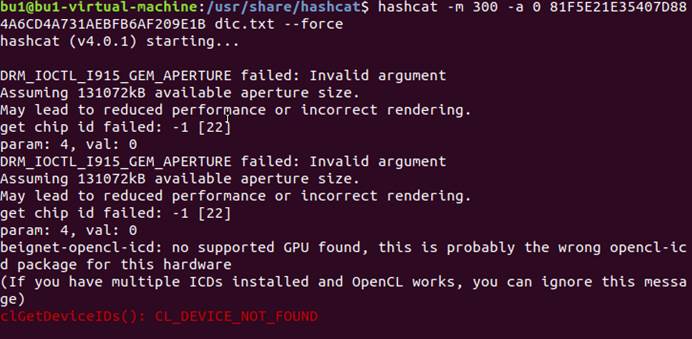 bu1@bu1-virtual-machine:/usr/share/hashcat$ hashcat -m 300 -a 0 81F5E21E35407D88
4A6CD4A731AEBFB6AF209E1B dic.txt --force
hashcat (v4.0.1) starting...
DRM_IOCTL_I915_GEM_APERTURE failed: Invalid argument
Assuming 131072kB available aperture size.
May lead to reduced performance or incorrect rendering.
get chip id failed: -1 [22]
param: 4, val: 0
DRM_IOCTL_I915_GEM_APERTURE failed: Invalid argument
Assuming 131072kB available aperture size.
May lead to reduced performance or incorrect rendering.
get chip id failed: -1 [22]
param: 4, val: 0
beignet-opencl-icd: no supported GPU found, this is probably the wrong opencl-ic
d package for this hardware
(If you have multiple ICDs installed and OpenCL works, you can ignore this messa
ge)
clGetDeviceIDs(): CL_DEVICE_NOT_FOUND